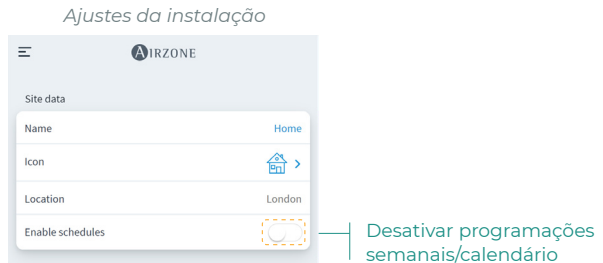 Ajustes da instalação
AIRZONE
Site data
Name Home
Icon
Location London
Enable schedules
Desativar programações
semanais/calendário